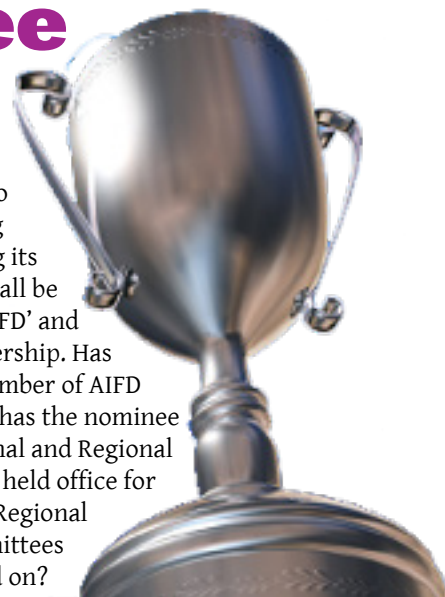 ee
g
g its
all be
FD’ and
ership. Has
mber of AIFD
has the nominee
nal and Regional
held office for
Regional
nittees
d on?